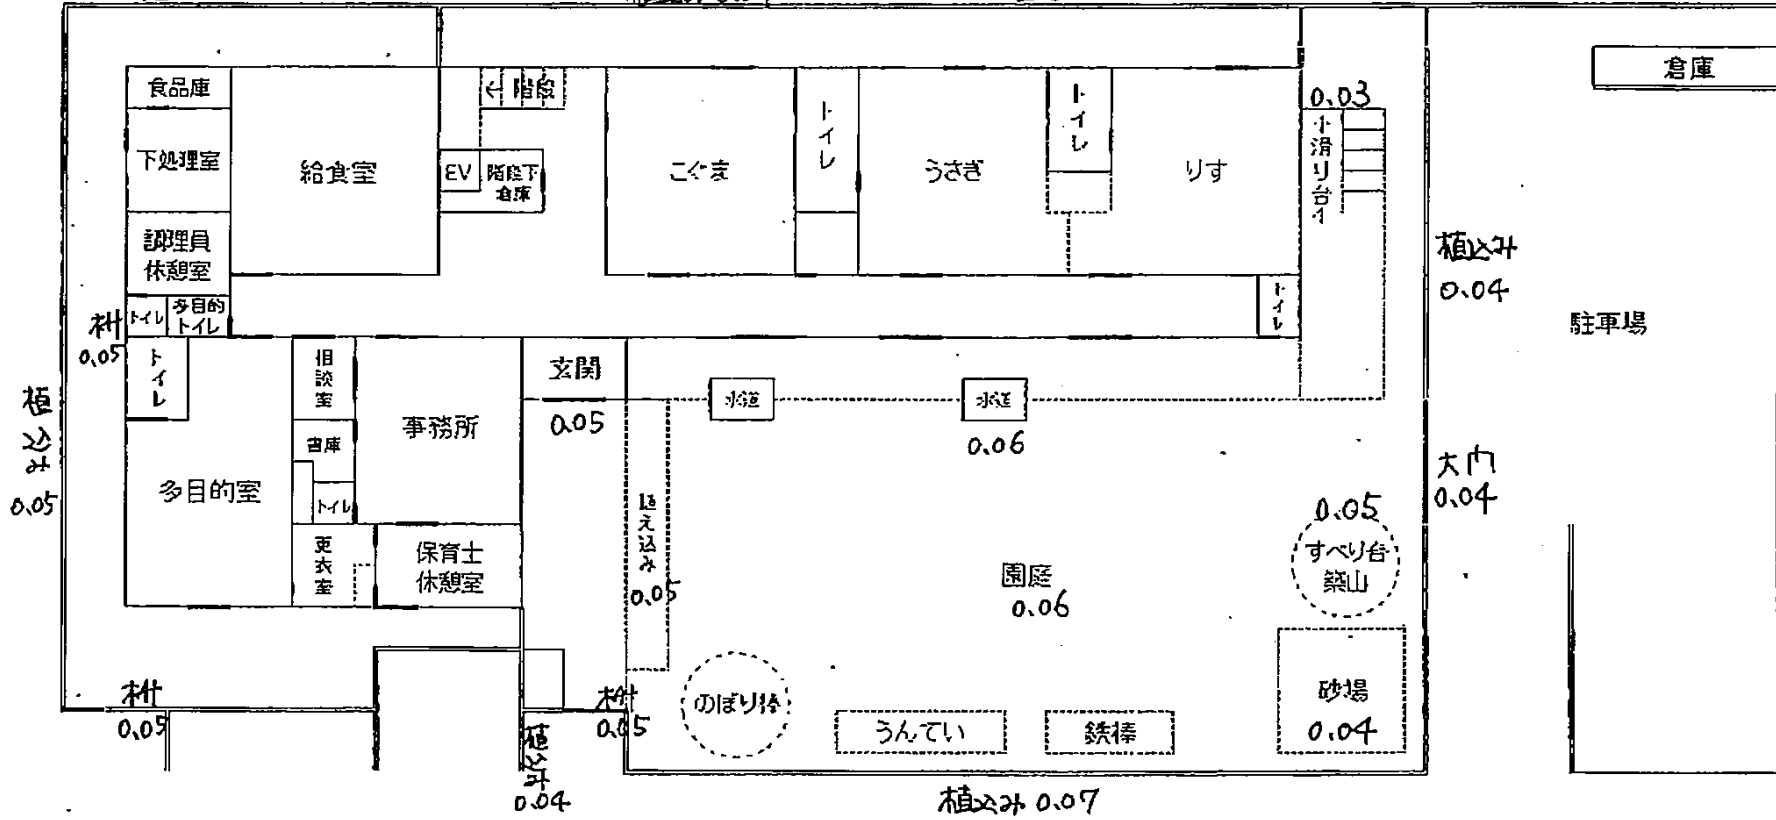 倉庫
食品庫
階段
0.03
小滑り台
トイレ
トイレ
下処理室
給食室
EV
階段下
倉庫
こぐま
うさぎ
りす
調理員
休憩室
植込み
0.04
トイレ
多目的
トイレ
トイレ
枡
0.05
駐車場
トイレ
相談室
玄関
0.05
水道
水道
0.06
植込み
0.05
書庫
事務所
多目的室
トイレ
植え込み
0.05
大門
0.04
0.05
すべり台
築山
更衣室
保育士
休憩室
園庭
0.06
枡
0.05
枡
0.05
のぼり棒
うんてい
鉄棒
砂場
0.04
植込み
0.04
植込み 0.07